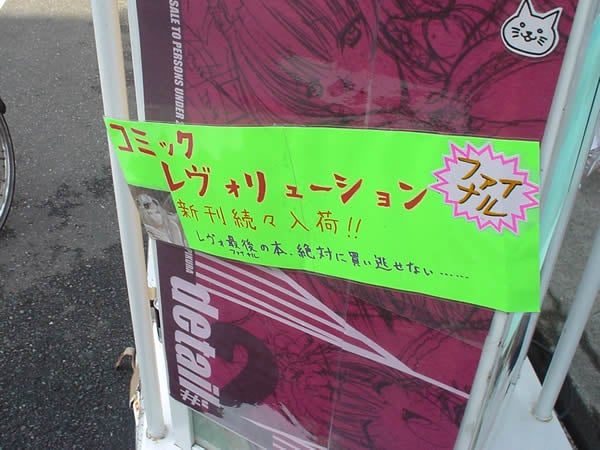 SALE TO PERSONS UNDER
コミック
レヴォリューション
ファイ
ナル
新刊続々入荷!!
レヴォ最後の本、絶対に買い逃せない……
ファイナル
detail
2